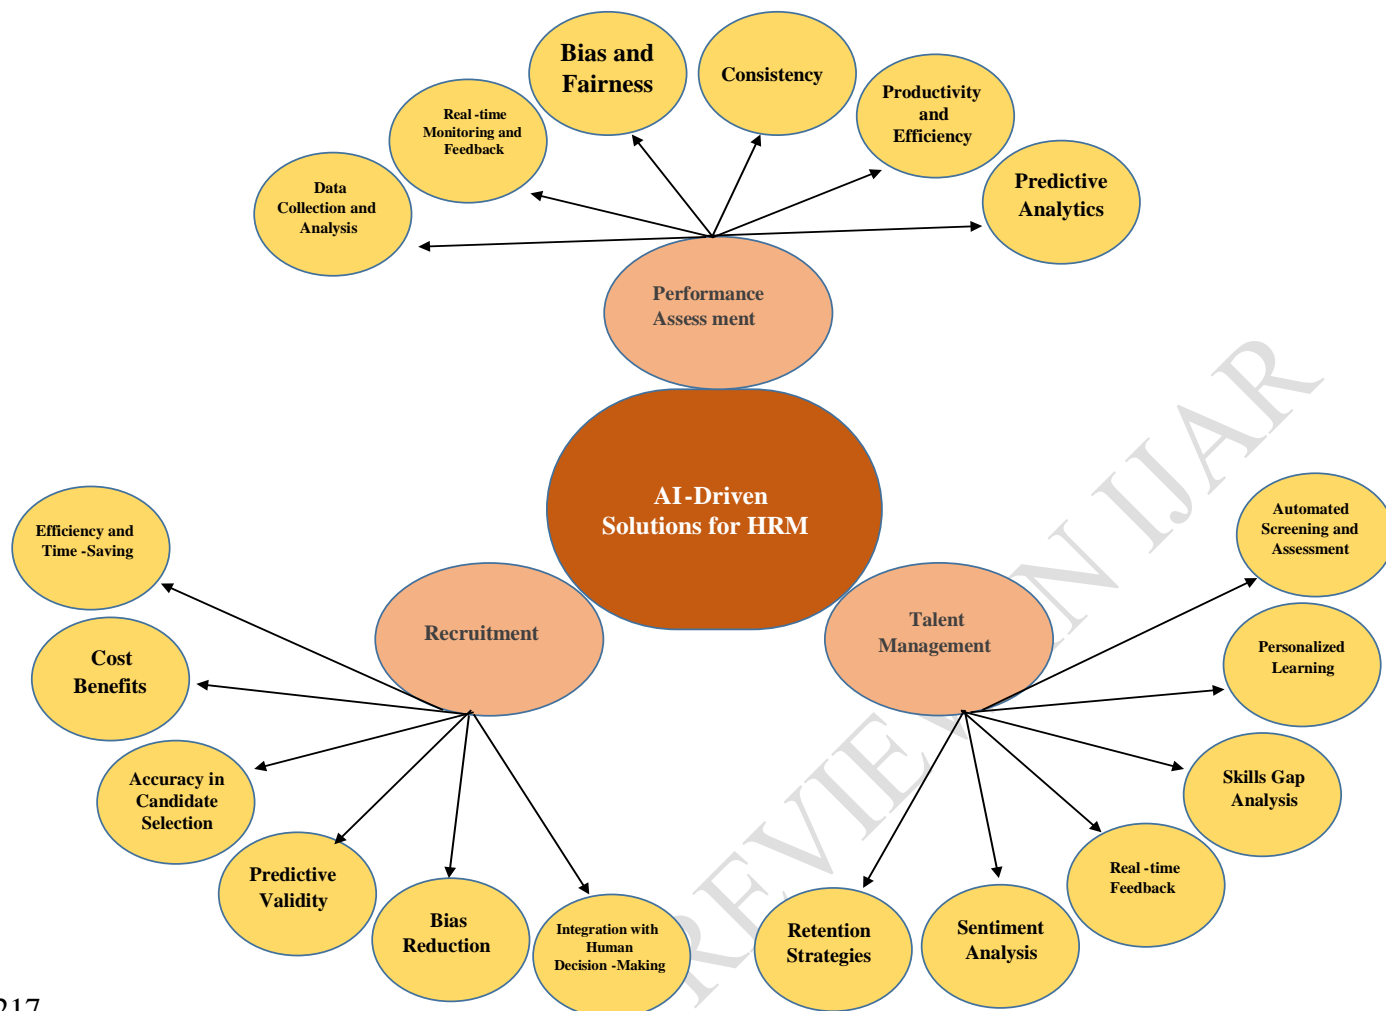 Bias and
Fairness
Consistency
Productivity
and
Efficiency
Real -time
Monitoring and
Feedback
Predictive
Analytics
Data
Collection and
Analysis
Performance
Assess ment
AI-Driven
Solutions for HRM
Efficiency and
Time -Saving
Automated
Screening and
Assessment
Recruitment
Talent
Management
Cost
Benefits
Personalized
Learning
Accuracy in
Candidate
Selection
Skills Gap
Analysis
Predictive
Validity
Real -time
Feedback
Bias
Reduction
Integration with
Human
Decision -Making
Retention
Strategies
Sentiment
Analysis
REVIEW IN IJAR
217